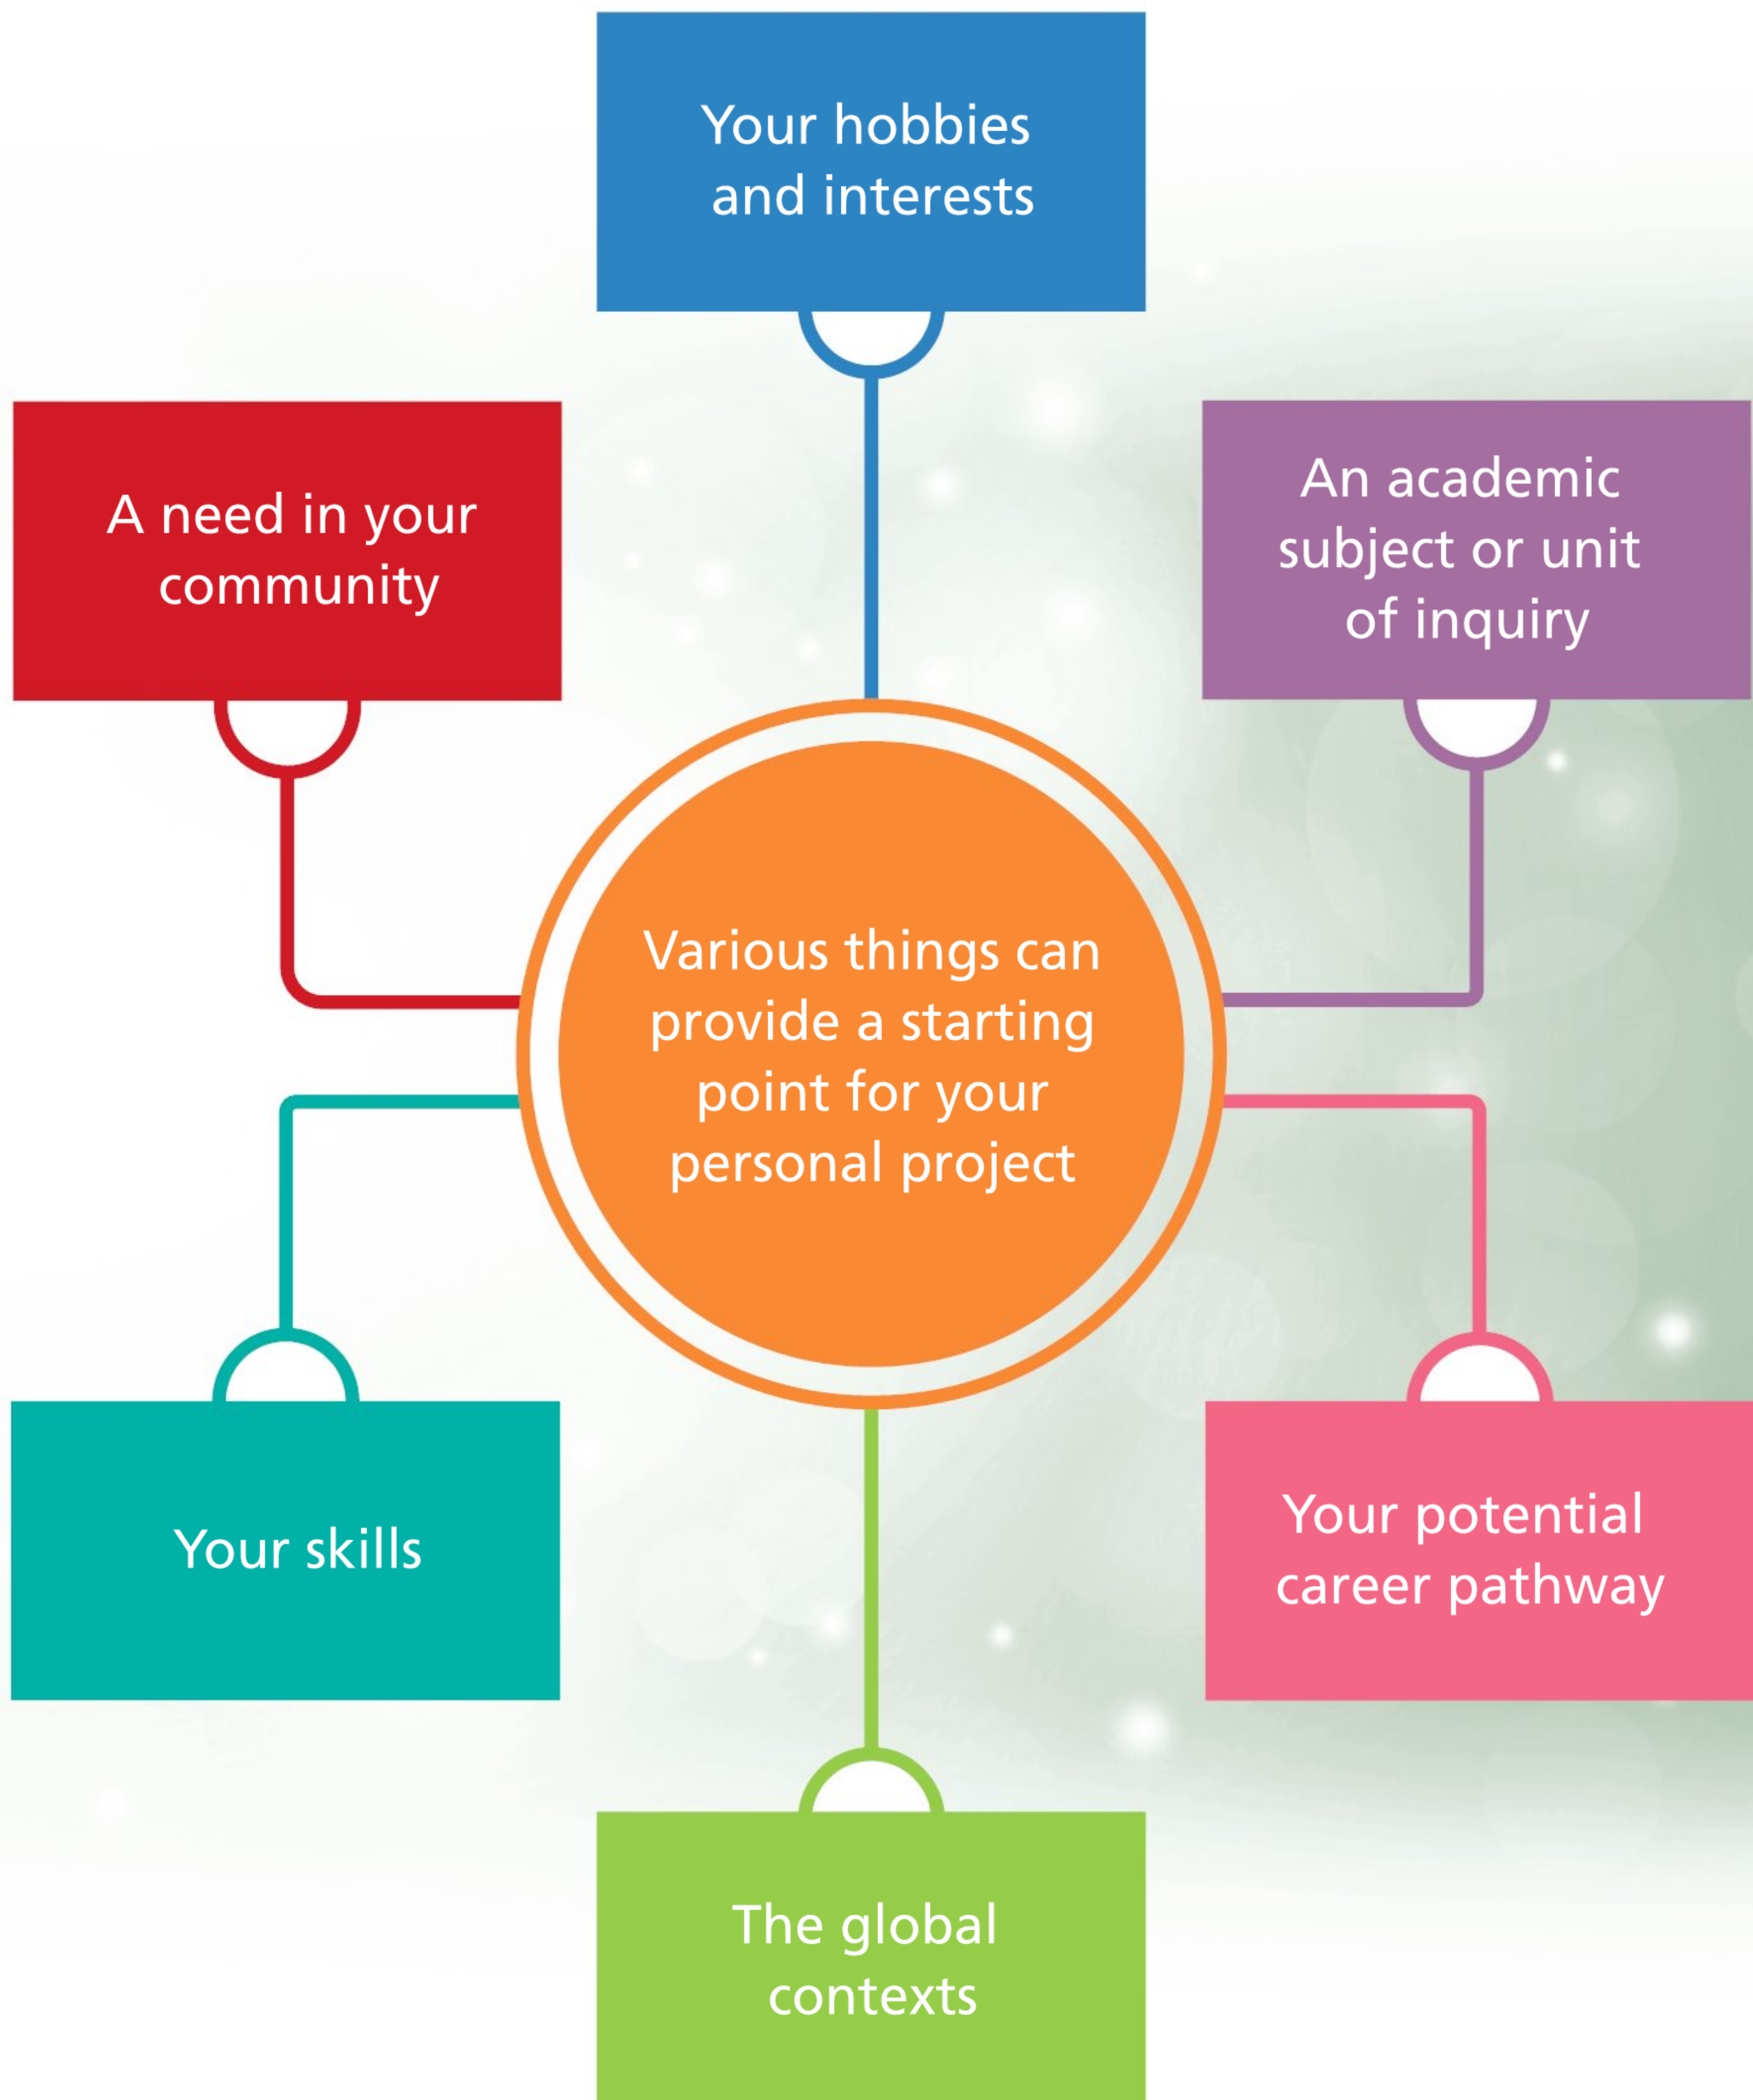 Your hobbies
and interests
A need in your
community
An academic
subject or unit
of inquiry
Various things can
provide a starting
point for your
personal project
Your skills
Your potential
career pathway
The global
contexts